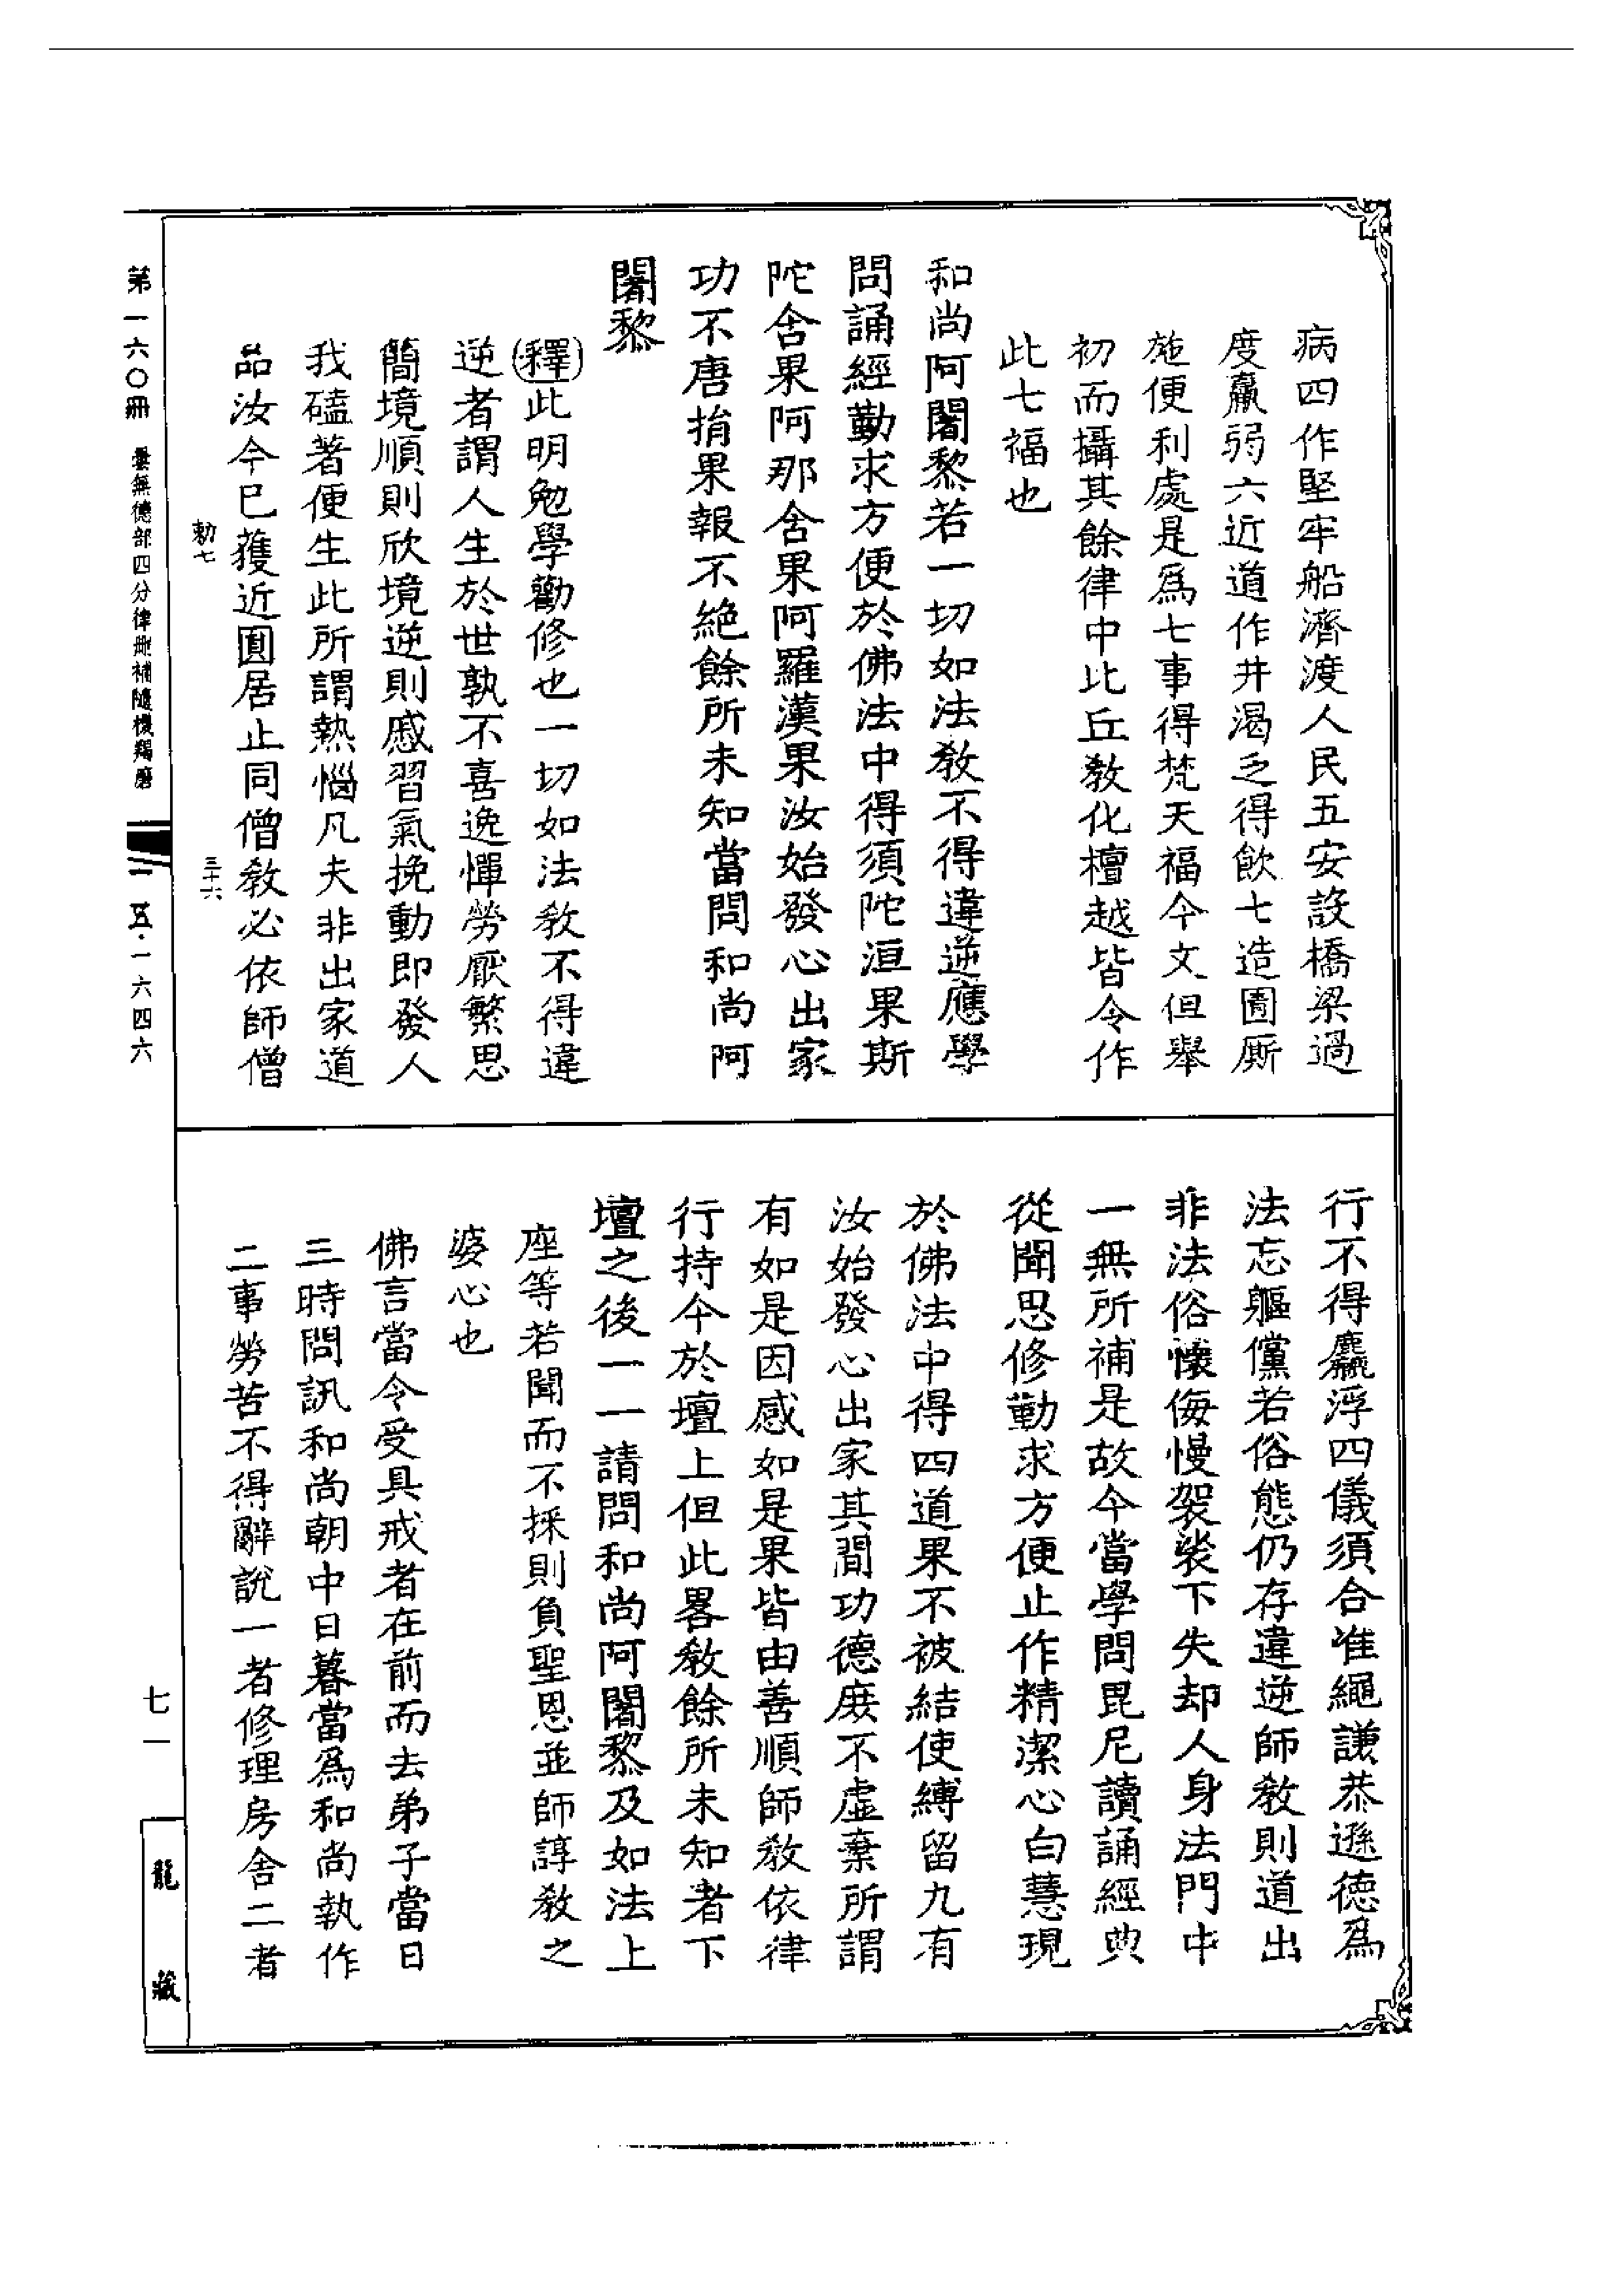 病四作堅牢船濟渡人民五安設橋梁過
度羸弱六近道作井渴乏得飲七造圊厠
施便利處是爲七事得梵天福今文但舉
初而攝其餘律中比丘敎化檀越皆令作
此七福也
和尚阿闍黎若一切如法敎不得違逆應學
問誦經勤求方便於佛法中得須陀洹果斯
陀含果阿那含果阿羅漢果汝始發心出家
功不唐捐果報不絕餘所未知當問和尚阿
闍黎
釋此明勉學勸修也一切如法敎不得違
逆者謂人生於世孰不喜逸憚勞厭繁思
簡境順則欣境逆則慼習氣挽動卽發人
我磕著便生此所謂熱惱凡夫非出家道
品汝今已獲近圓居止同僧敎必依師僧
行不得麤浮四儀須合准繩謙恭遜德爲
法忘軀儻若俗態仍存違逆師敎則道出
非法俗懷侮慢袈裟下失却人身法門中
一無所補是故今當學問毘尼讀誦經典
從聞思修勤求方便止作精潔心白慧現
於佛法中得四道果不被結使縛留九有
汝始發心出家其間功德庻不虛棄所謂
有如是因感如是果皆由善順師敎依律
行持今於壇上但此畧敎餘所未知者下
壇之後一一請問和尚阿闍黎及如法上
座等若聞而不採則負聖恩並師諄敎之
婆心也
佛言當令受具戒者在前而去弟子當日
三時問訊和尚朝中日暮當爲和尚執作
二事勞苦不得辭說一者修理房舍二者
勅七
三十六
第一六〇冊 曇無德部四分律刪補隨機羯磨
一五·一六四六
七一
龍藏